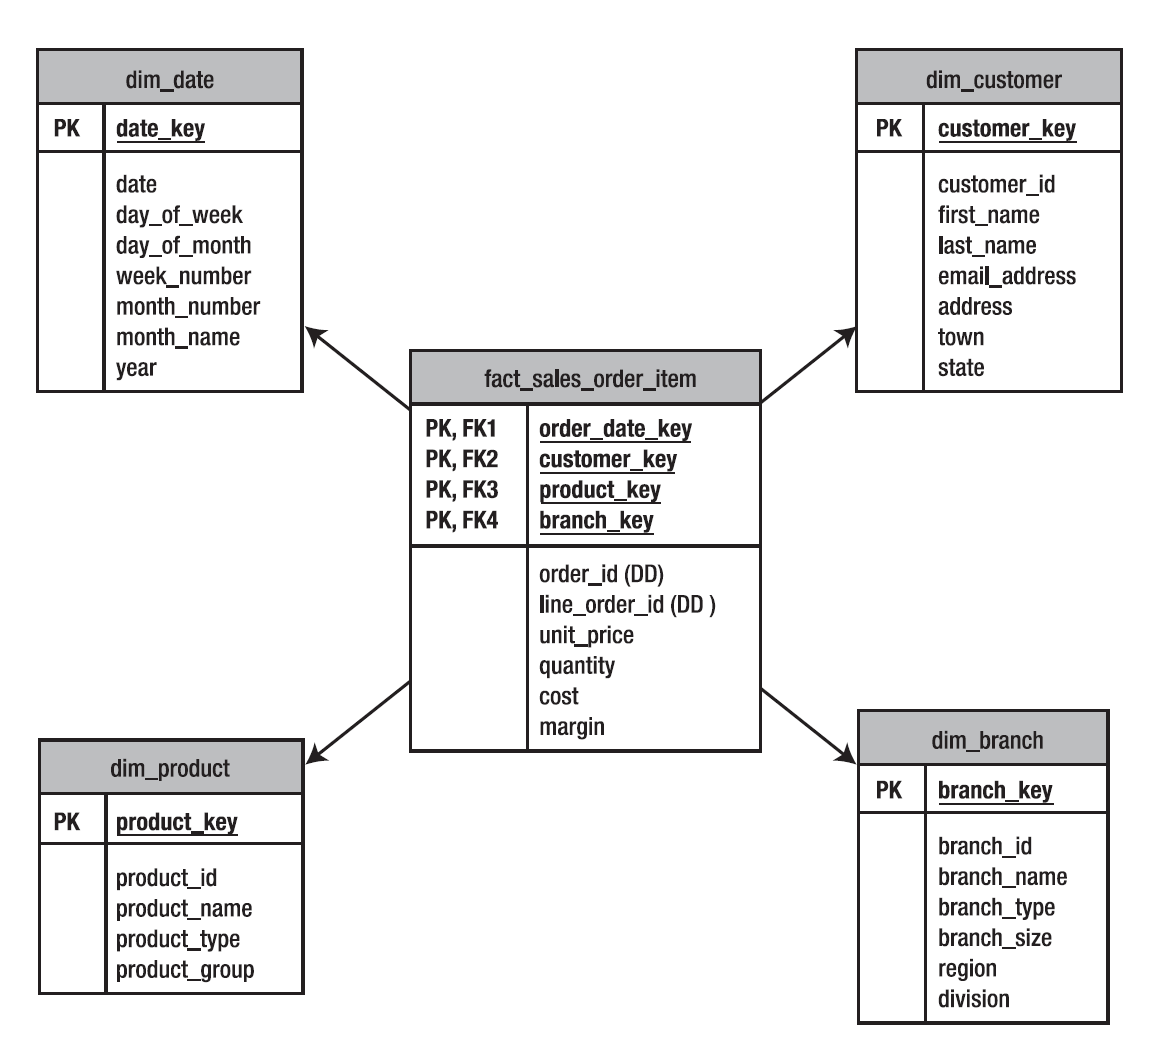 dim_date
PK date_key
date
day_of_week
day_of_month
week_number
month_number
month_name
year
dim_customer
PK customer_key
customer_id
first_name
last_name
email_address
address
town
state
fact_sales_order_item
PK, FK1 order_date_key
PK, FK2 customer_key
PK, FK3 product_key
PK, FK4 branch_key
order_id (DD)
line_order_id (DD )
unit_price
quantity
cost
margin
dim_product
PK product_key
product_id
product_name
product_type
product_group
dim_branch
PK branch_key
branch_id
branch_name
branch_type
branch_size
region
division